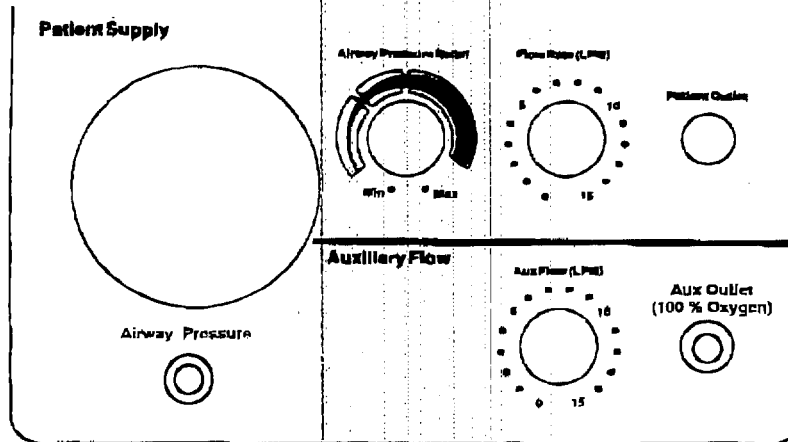 Patient Supply
Airway Pressure Relief
Min
Max
Flow Rate (LPM)
5
10
0
15
Patient Outlet
Airway Pressure
Auxiliary Flow
Aux Flow (LPM)
5
10
0
15
Aux Outlet
(100 % Oxygen)